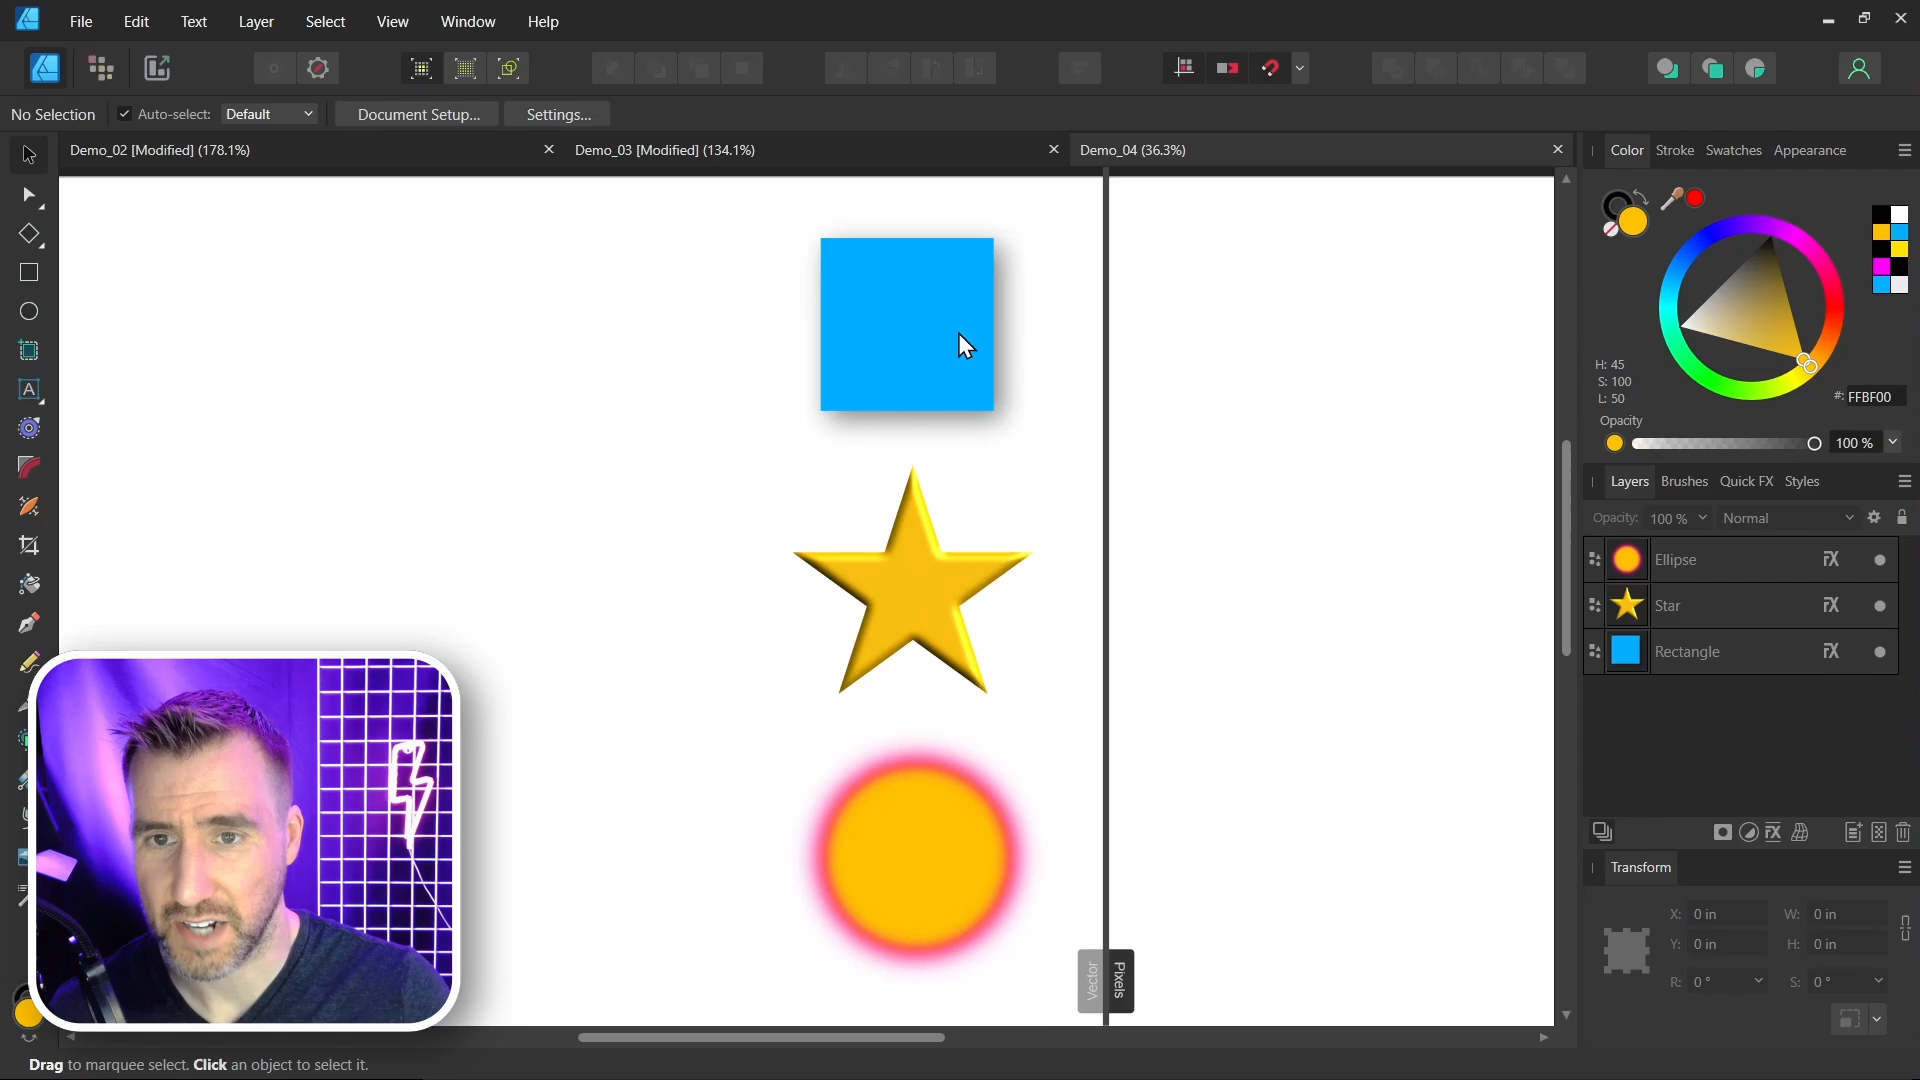 File Edit Text Layer Select View Window Help
No Selection Auto-select: Default Document Setup... Settings...
Demo_02 [Modified] (178.1%) Demo_03 [Modified] (134.1%) Demo_04 (36.3%)
Color Stroke Swatches Appearance
H: 45
S: 100
L: 50
#: FFBF00
Opacity
100 %
Layers Brushes Quick FX Styles
Opacity: 100 % Normal
Ellipse FX
Star FX
Rectangle FX
Transform
X: 0 in W: 0 in
Y: 0 in H: 0 in
R: 0 ° S: 0 °
Vector Pixels
Drag to marquee select. Click an object to select it.